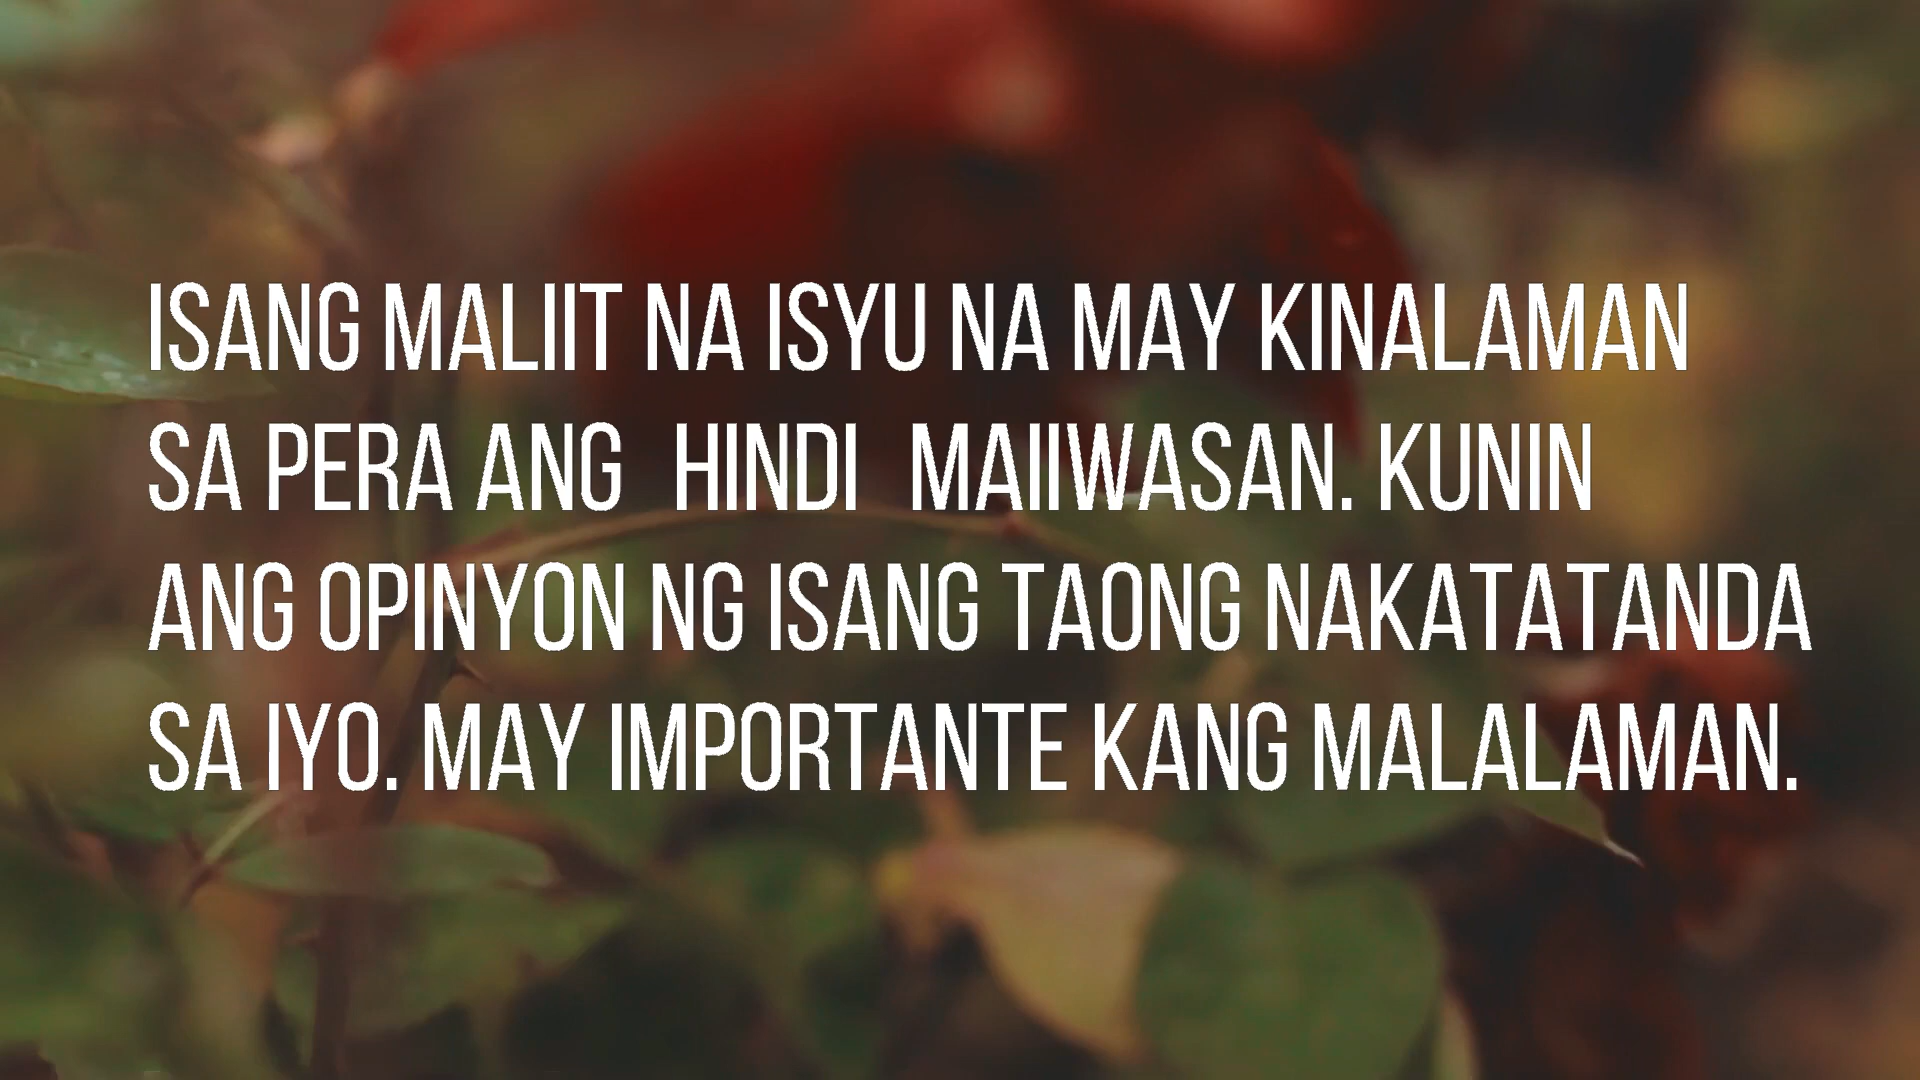 ISANG MALIIT NA ISYU NA MAY KINALAMAN
SA PERA ANG HINDI MAIIWASAN. KUNIN
ANG OPINYON NG ISANG TAONG NAKATATANDA
SA IYO. MAY IMPORTANTE KANG MALALAMAN.